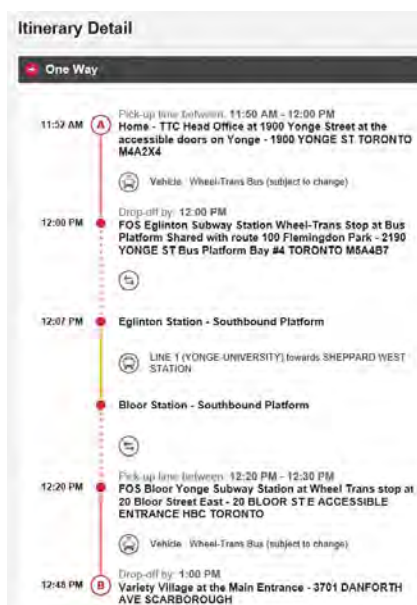 Itinerary Detail
One Way
Pick-up time between: 11:50 AM - 12:00 PM
11:52 AM A Home - TTC Head Office at 1900 Yonge Street at the
accessible doors on Yonge - 1900 YONGE ST TORONTO
M4A2X4
Vehicle Wheel-Trans Bus (subject to change)
Drop-off by: 12:00 PM
12:00 PM FOS Eglinton Subway Station Wheel-Trans Stop at Bus
Platform Shared with route 100 Flemingdon Park - 2190
YONGE ST Bus Platform Bay #4 TORONTO M5A4B7
12:07 PM Eglinton Station - Southbound Platform
LINE 1 (YONGE-UNIVERSITY) towards SHEPPARD WEST
STATION
Bloor Station - Southbound Platform
Pick-up time between: 12:20 PM - 12:30 PM
12:20 PM FOS Bloor Yonge Subway Station at Wheel Trans stop at
20 Bloor Street East - 20 BLOOR ST E ACCESSIBLE
ENTRANCE HBC TORONTO
Vehicle Wheel-Trans Bus (subject to change)
Drop-off by: 1:00 PM
12:48 PM B Variety Village at the Main Entrance - 3701 DANFORTH
AVE SCARBOROUGH